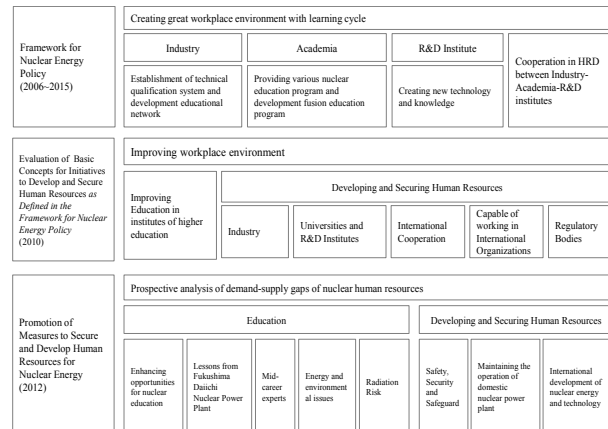 Framework for
Nuclear Energy
Policy
(2006~2015)
Creating great workplace environment with learning cycle
Industry
Academia
R&D Institute
Cooperation in HRD
between Industry-
Academia-R&D
institutes
Establishment of technical
qualification system and
development educational
network
Providing various nuclear
education program and
development fusion education
program
Creating new technology
and knowledge
Evaluation of Basic
Concepts for Initiatives
to Develop and Secure
Human Resources as
Defined in the
Framework for Nuclear
Energy Policy
(2010)
Improving workplace environment
Improving
Education in
institutes of higher
education
Developing and Securing Human Resources
Industry
Universities and
R&D Institutes
International
Cooperation
Capable of
working in
International
Organizations
Regulatory
Bodies
Promotion of
Measures to Secure
and Develop Human
Resources for
Nuclear Energy
(2012)
Prospective analysis of demand-supply gaps of nuclear human resources
Education
Developing and Securing Human Resources
Enhancing
opportunities
for nuclear
education
Lessons from
Fukushima
Daiichi
Nuclear Power
Plant
Mid-
career
experts
Energy and
environment
al issues
Radiation
Risk
Safety,
Security
and
Safeguard
Maintaining the
operation of
domestic
nuclear power
plant
International
development of
nuclear energy
and technology